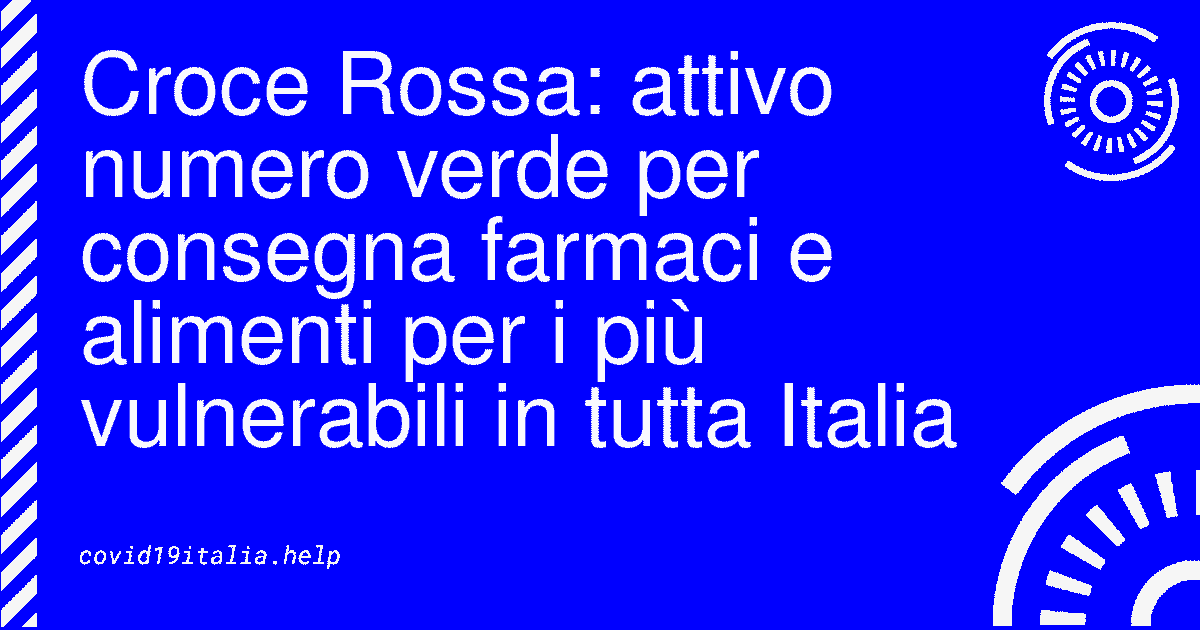 Croce Rossa: attivo
numero verde per
consegna farmaci e
alimenti per i più
vulnerabili in tutta Italia
covid19italia.help